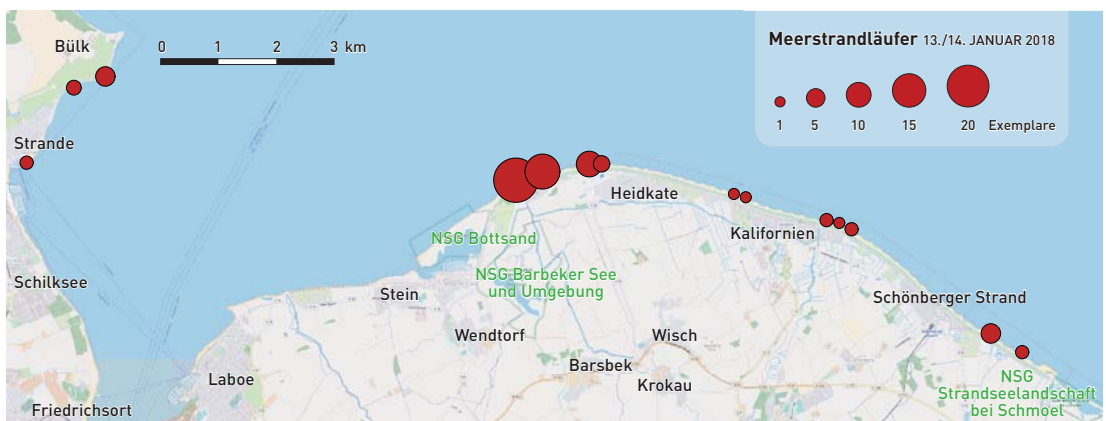 Bülk
0 1 2 3 km
Meerstrandläufer 13./14. JANUAR 2018
1 5 10 15 20 Exemplare
Strande
Heidkate
Kalifornien
NSG Bottsand
NSG Barbeker See
und Umgebung
Schilksee
Stein
Schönberger Strand
Wendtorf
Wisch
Barsbek
Krokau
Laboe
NSG
Strandseelandschaft
bei Schmoel
Friedrichsort